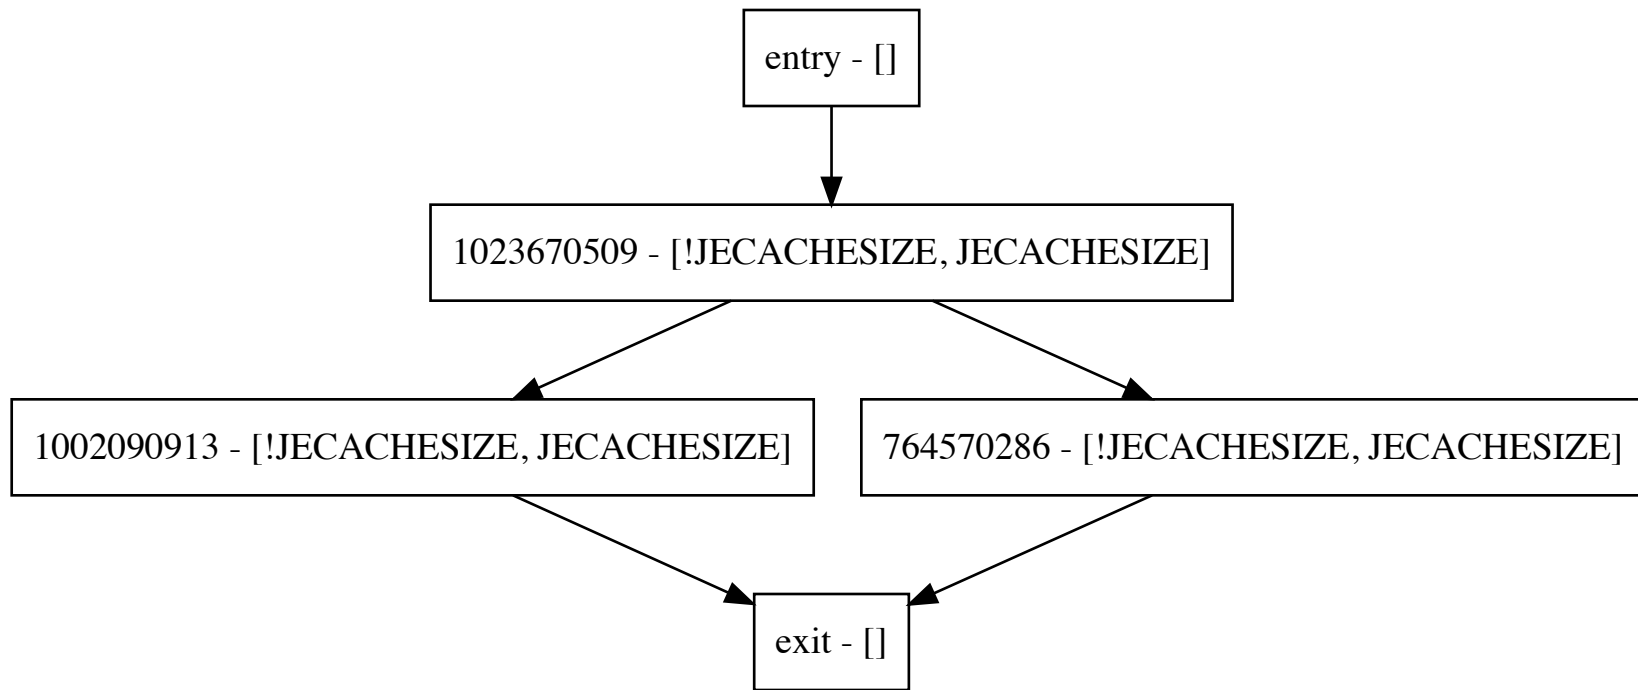 entry - []
1023670509 - [!JECACHESIZE, JECACHESIZE]
1002090913 - [!JECACHESIZE, JECACHESIZE]
764570286 - [!JECACHESIZE, JECACHESIZE]
exit - []